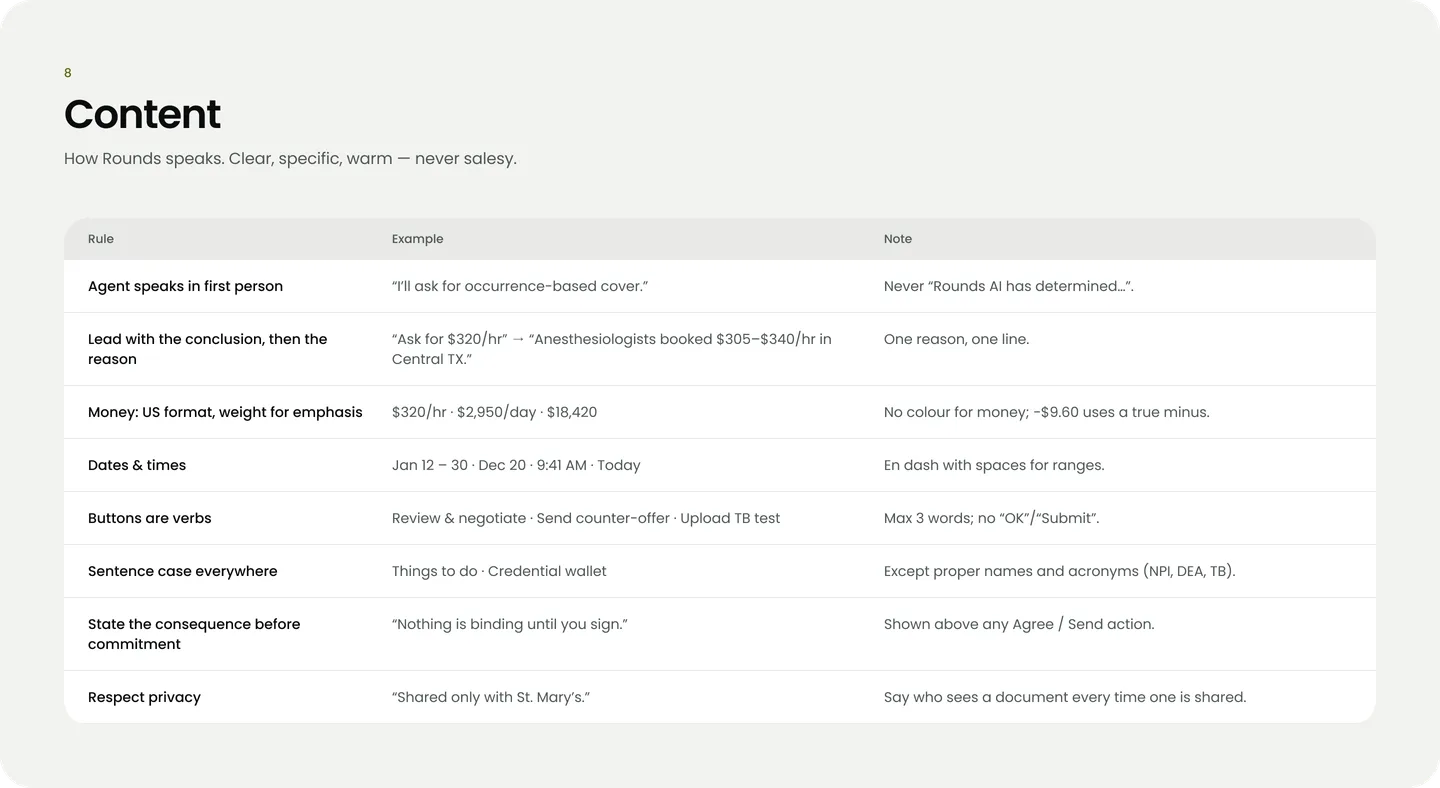 8
Content
How Rounds speaks. Clear, specific, warm — never salesy.
Rule Example Note
Agent speaks in first person “I’ll ask for occurrence-based cover.” Never “Rounds AI has determined…”.
Lead with the conclusion, then the reason “Ask for $320/hr” → “Anesthesiologists booked $305–$340/hr in Central TX.” One reason, one line.
Money: US format, weight for emphasis $320/hr · $2,950/day · $18,420 No colour for money; −$9.60 uses a true minus.
Dates & times Jan 12 – 30 · Dec 20 · 9:41 AM · Today En dash with spaces for ranges.
Buttons are verbs Review & negotiate · Send counter-offer · Upload TB test Max 3 words; no “OK”/“Submit”.
Sentence case everywhere Things to do · Credential wallet Except proper names and acronyms (NPI, DEA, TB).
State the consequence before commitment “Nothing is binding until you sign.” Shown above any Agree / Send action.
Respect privacy “Shared only with St. Mary’s.” Say who sees a document every time one is shared.